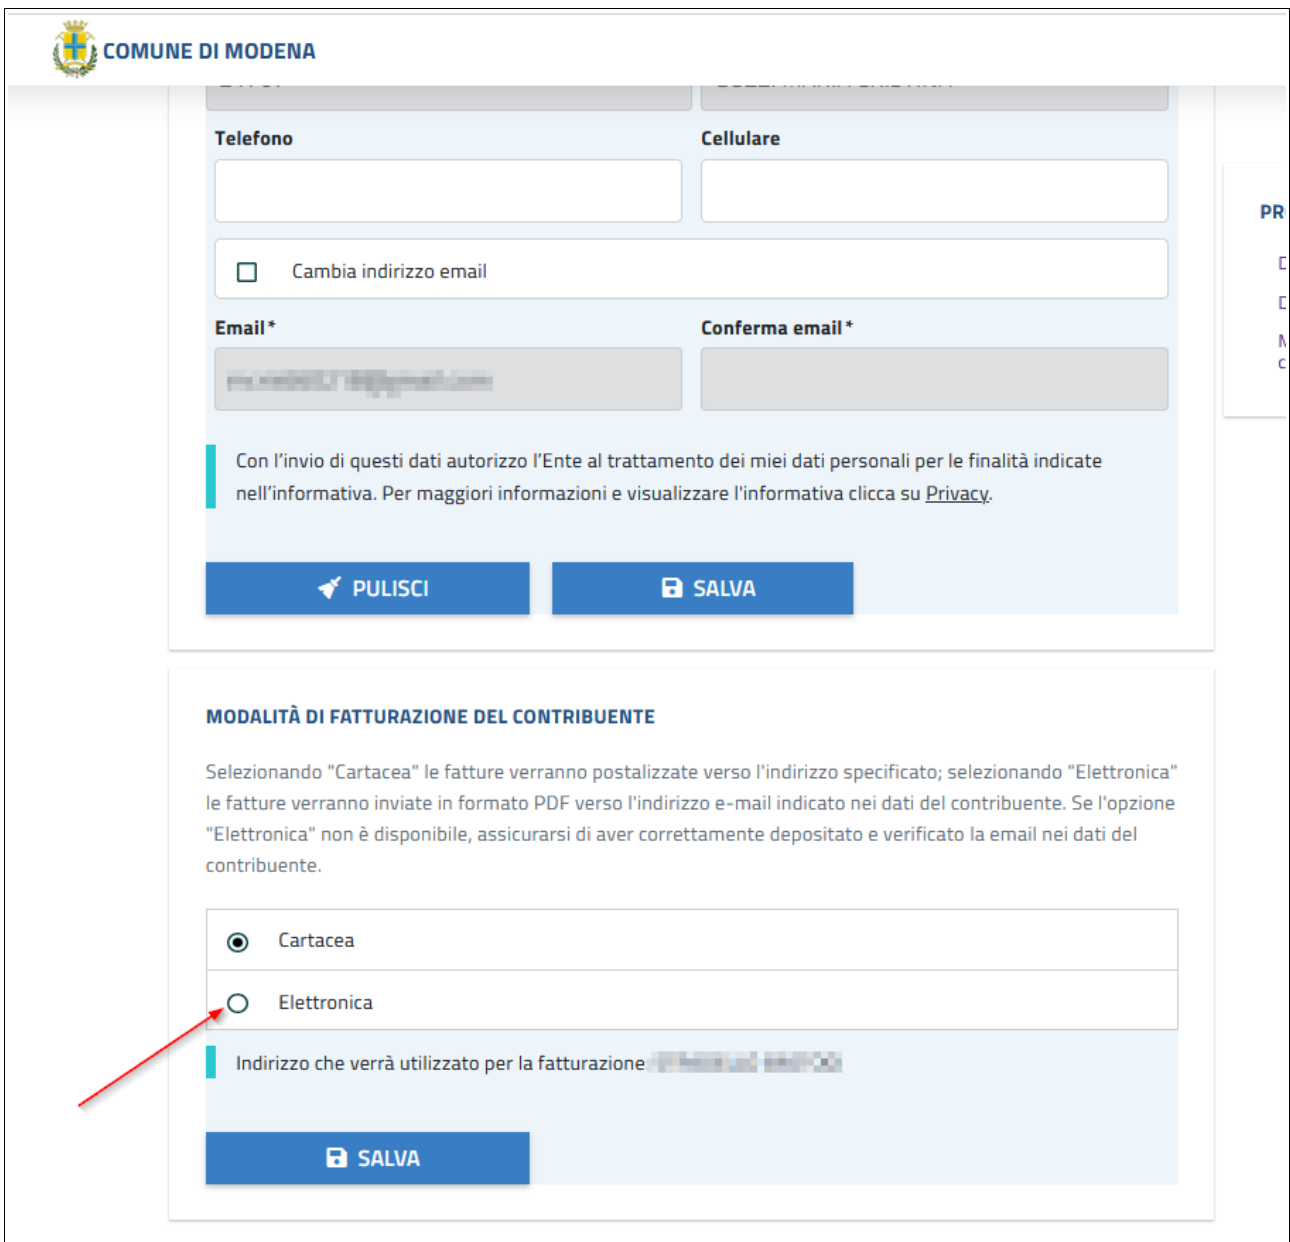 COMUNE DI MODENA
Telefono
Cellulare
Cambia indirizzo email
Email*
Conferma email*
Con l’invio di questi dati autorizzo l’Ente al trattamento dei miei dati personali per le finalità indicate
nell’informativa. Per maggiori informazioni e visualizzare l'informativa clicca su Privacy.
PULISCI
SALVA
MODALITÀ DI FATTURAZIONE DEL CONTRIBUENTE
Selezionando "Cartacea" le fatture verranno postalizzate verso l'indirizzo specificato; selezionando "Elettronica"
le fatture verranno inviate in formato PDF verso l'indirizzo e-mail indicato nei dati del contribuente. Se l'opzione
"Elettronica" non è disponibile, assicurarsi di aver correttamente depositato e verificato la email nei dati del
contribuente.
Cartacea
Elettronica
Indirizzo che verrà utilizzato per la fatturazione
SALVA
PR